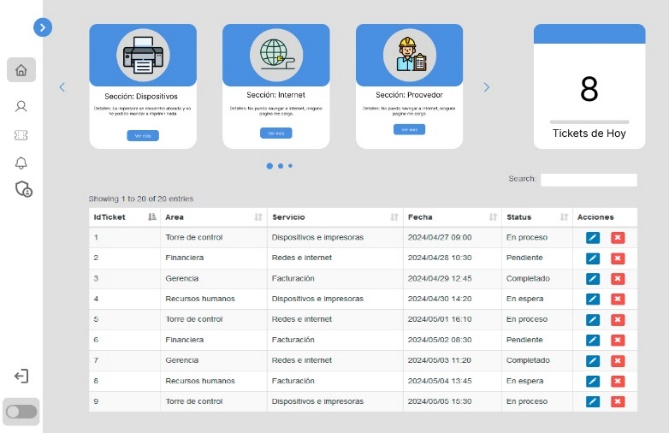 Sección: Dispositivos
Detalles: Su impresora se encuentra atorada y no
he podido mandar a imprimir nada.
Ver más
Sección: Internet
Detalles: No puedo navegar a internet, ninguna
pagina me carga.
Ver más
Sección: Proovedor
Detalles: No puedo navegar a internet, ninguna
pagina me carga.
Ver más
8
Tickets de Hoy
Search:
Showing 1 to 20 of 20 entries
IdTicket Area Servicio Fecha Status Acciones
1 Torre de control Dispositivos e impresoras 2024/04/27 09:00 En proceso
2 Financiera Redes e internet 2024/04/28 10:30 Pendiente
3 Gerencia Facturación 2024/04/29 12:45 Completado
4 Recursos humanos Dispositivos e impresoras 2024/04/30 14:20 En espera
5 Torre de control Redes e internet 2024/05/01 16:10 En proceso
6 Financiera Facturación 2024/05/02 08:30 Pendiente
7 Gerencia Redes e internet 2024/05/03 11:20 Completado
8 Recursos humanos Facturación 2024/05/04 13:45 En espera
9 Torre de control Dispositivos e impresoras 2024/05/05 15:30 En proceso